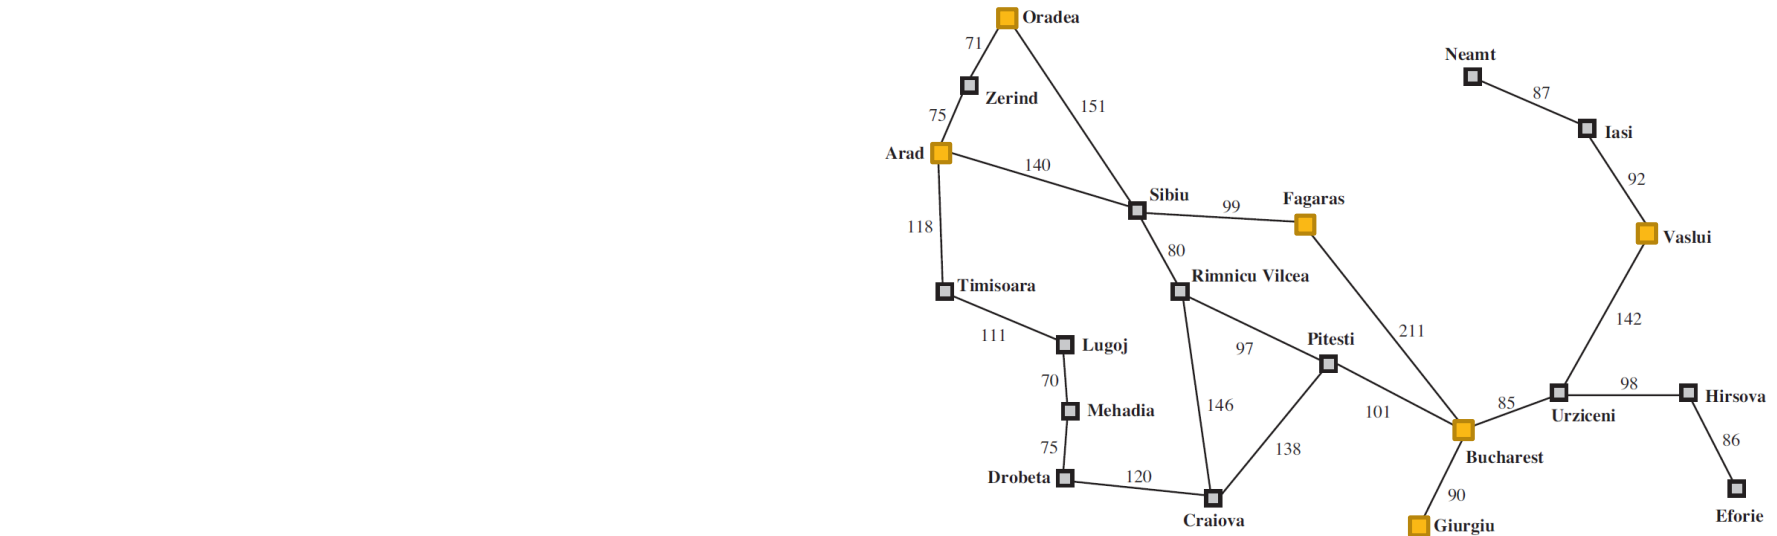 Oradea
71
Neamt
Zerind
87
151
75
Iasi
Arad
140
92
Sibiu
Fagaras
99
118
Vaslui
80
Timisoara
Rimnicu Vilcea
142
211
111
Pitesti
Lugoj
97
70
98
Hirsova
85
146
101
Mehadia
Urziceni
86
75
138
Bucharest
Drobeta
120
90
Craiova
Eforie
Giurgiu